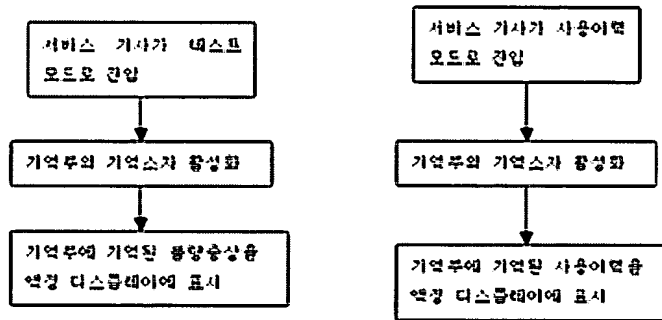 서비스 기사가 테스트
모드로 진입
기억부의 기억소자 활성화
기억부에 기억된 불량증상을
액정 디스플레이에 표시
서비스 기사가 사용이력
모드로 진입
기억부의 기억소자 활성화
기억부에 기억된 사용이력을
액정 디스플레이에 표시